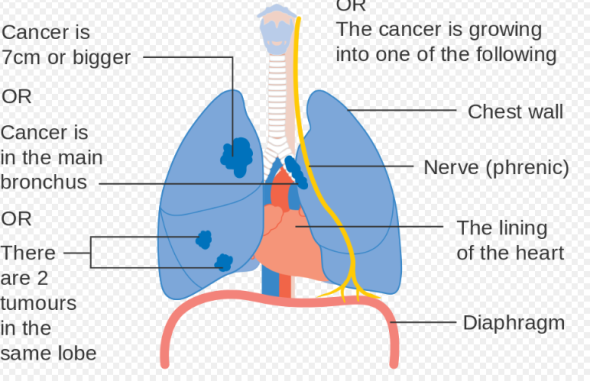 Cancer is
7cm or bigger
OR
Cancer is
in the main
bronchus
OR
There
are 2
tumours
in the
same lobe
OR
The cancer is growing
into one of the following
Chest wall
Nerve (phrenic)
The lining
of the heart
Diaphragm